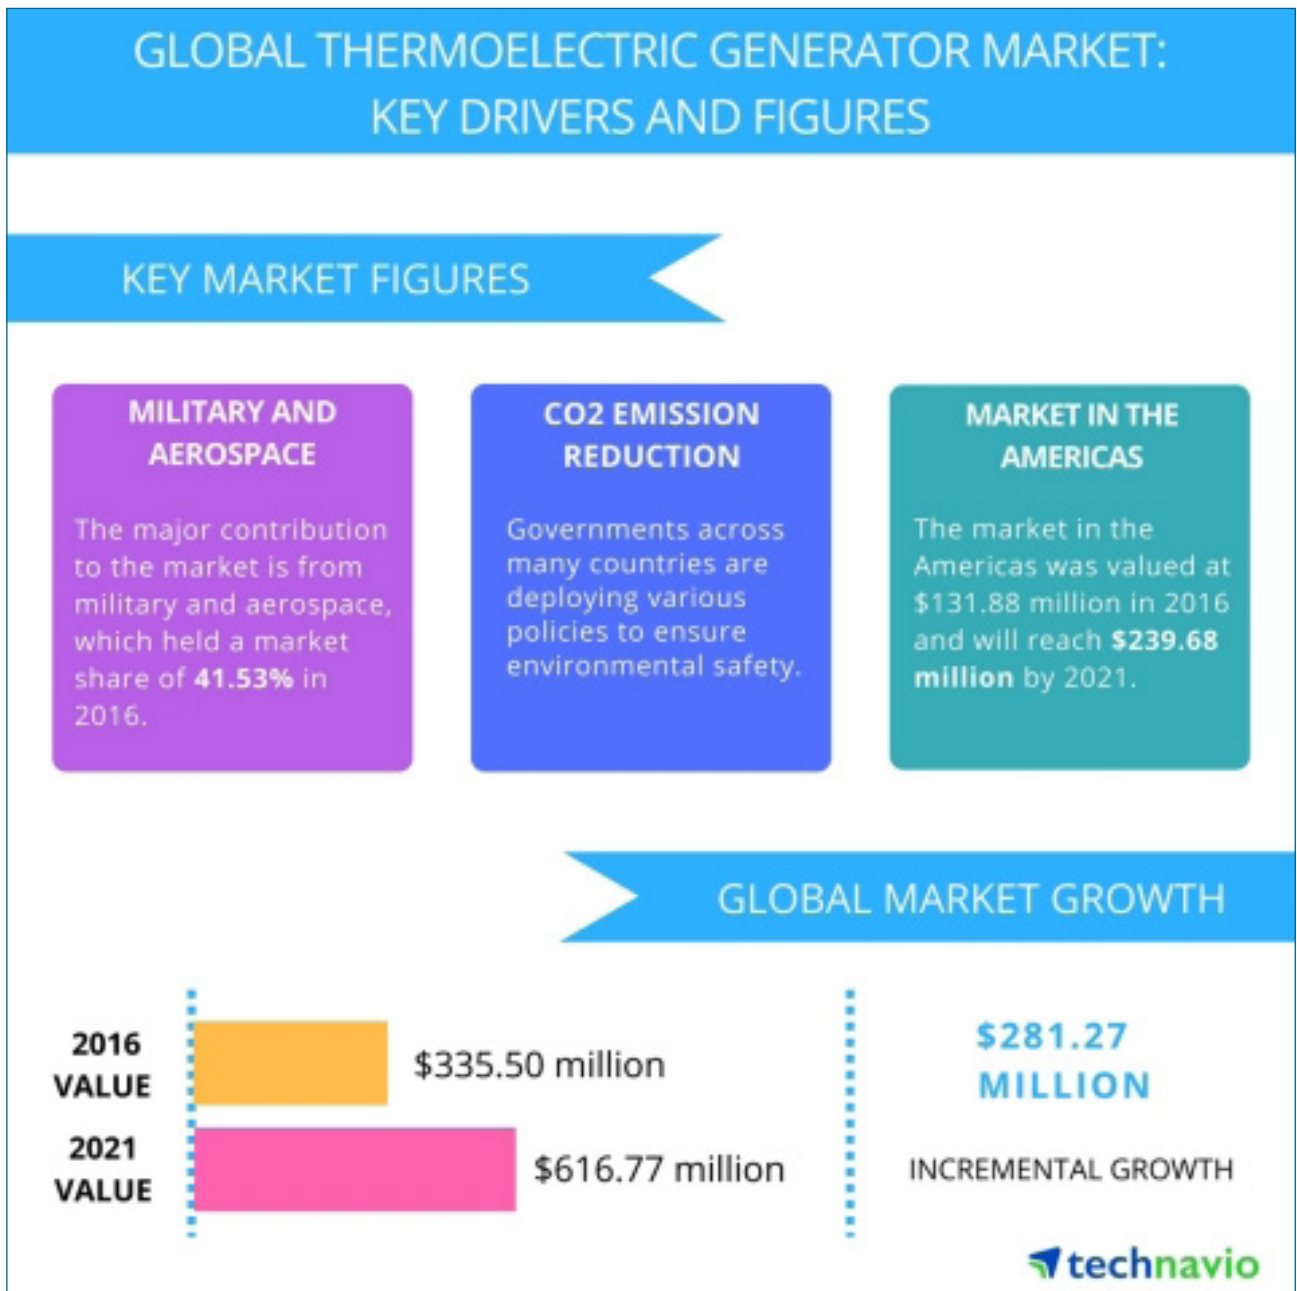 GLOBAL THERMOELECTRIC GENERATOR MARKET:
KEY DRIVERS AND FIGURES
KEY MARKET FIGURES
MILITARY AND
AEROSPACE
The major contribution
to the market is from
military and aerospace,
which held a market
share of 41.53% in
2016.
CO2 EMISSION
REDUCTION
Governments across
many countries are
deploying various
policies to ensure
environmental safety.
MARKET IN THE
AMERICAS
The market in the
Americas was valued at
$131.88 million in 2016
and will reach $239.68
million by 2021.
GLOBAL MARKET GROWTH
2016
VALUE
$335.50 million
2021
VALUE
$616.77 million
$281.27
MILLION
INCREMENTAL GROWTH
technavio